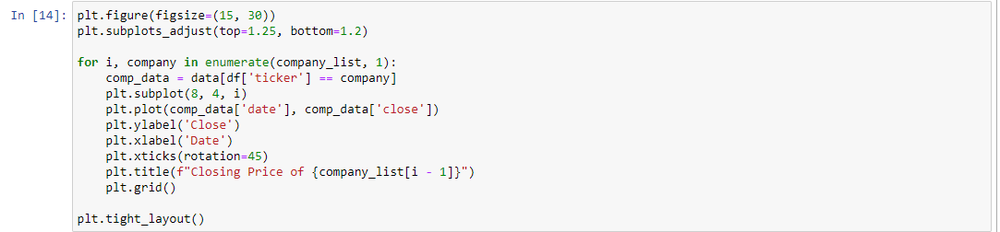 In [14]: plt.figure(figsize=(15, 30))
plt.subplots_adjust(top=1.25, bottom=1.2)

for i, company in enumerate(company_list, 1):
    comp_data = data[df['ticker'] == company]
    plt.subplot(8, 4, i)
    plt.plot(comp_data['date'], comp_data['close'])
    plt.ylabel('Close')
    plt.xlabel('Date')
    plt.xticks(rotation=45)
    plt.title(f"Closing Price of {company_list[i - 1]}")
    plt.grid()

plt.tight_layout()